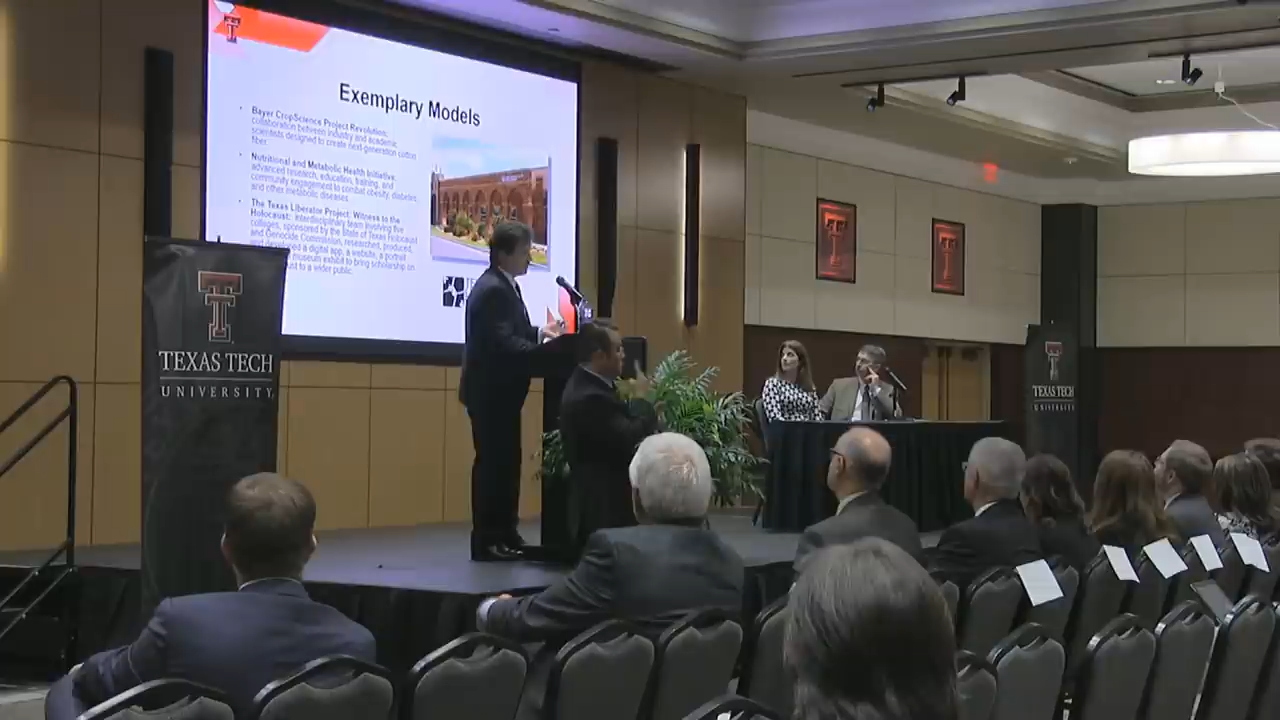 Exemplary Models
Bayer CropScience Project Revolution:
collaboration between industry and academic
scientists designed to create next-generation cotton
fiber.
Nutritional and Metabolic Health Initiative:
advanced research, education, training, and
community engagement to combat obesity, diabetes
and other metabolic diseases.
The Texas Liberator Project: Witness to the
Holocaust: Interdisciplinary team involving five
colleges, sponsored by the State of Texas Holocaust
and Genocide Commission, researched, produced,
and developed a digital app, a website, a portrait
museum exhibit to bring scholarship on
to a wider public.
TEXAS TECH
UNIVERSITY
TEXAS TECH
UNIVERSITY